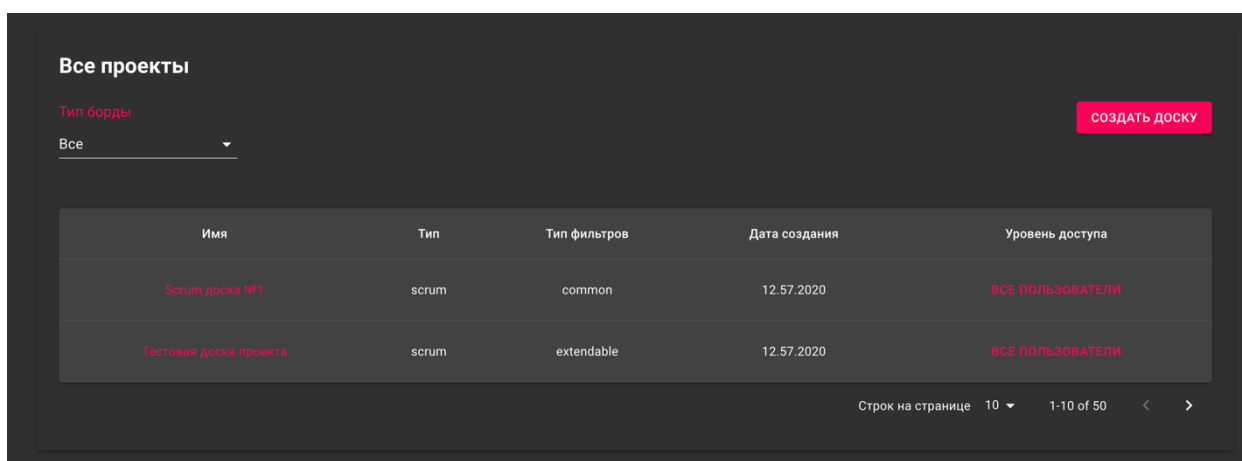 Все проекты
Тип борды
СОЗДАТЬ ДОСКУ
Все
Имя Тип Тип фильтров Дата создания Уровень доступа
Scrum доска №1 scrum common 12.57.2020 ВСЕ ПОЛЬЗОВАТЕЛИ
Тестовая доска проекта scrum extendable 12.57.2020 ВСЕ ПОЛЬЗОВАТЕЛИ
Строк на странице 10 1-10 of 50